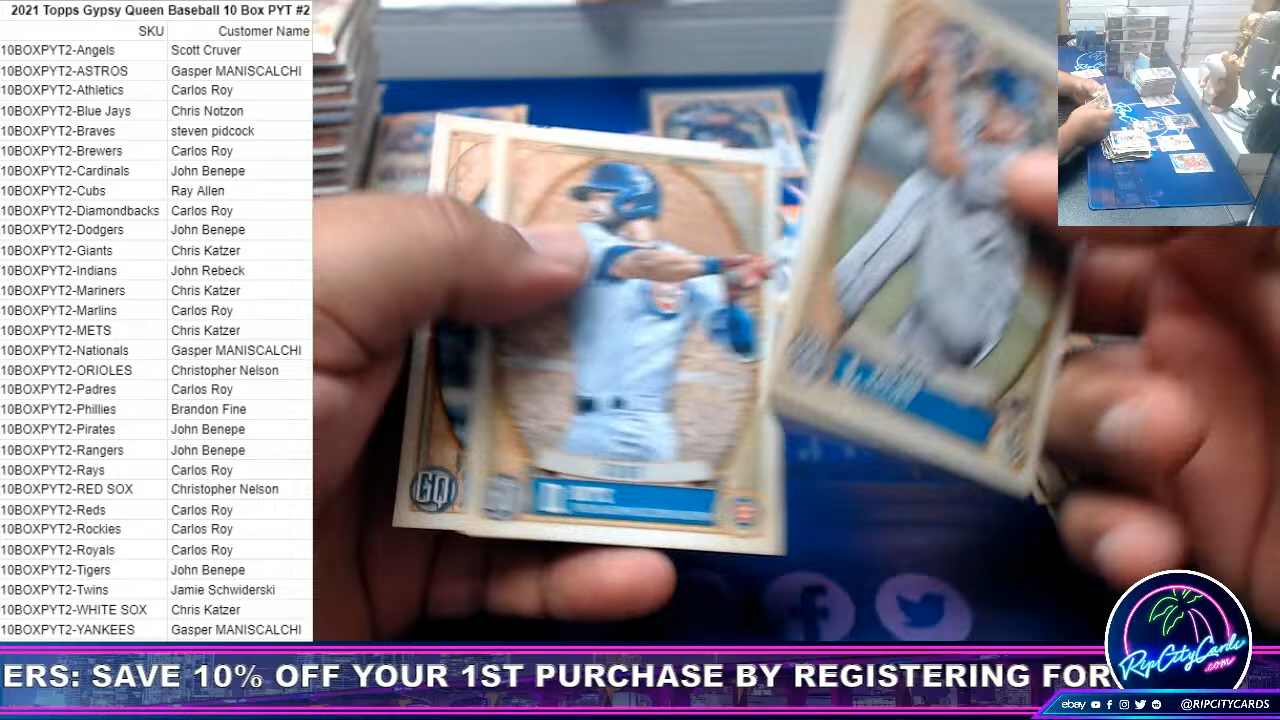 2021 Topps Gypsy Queen Baseball 10 Box PYT #2
SKU Customer Name
10BOXPYT2-Angels Scott Cruver
10BOXPYT2-ASTROS Gasper MANISCALCHI
10BOXPYT2-Athletics Carlos Roy
10BOXPYT2-Blue Jays Chris Notzon
10BOXPYT2-Braves steven pidcock
10BOXPYT2-Brewers Carlos Roy
10BOXPYT2-Cardinals John Benepe
10BOXPYT2-Cubs Ray Allen
10BOXPYT2-Diamondbacks Carlos Roy
10BOXPYT2-Dodgers John Benepe
10BOXPYT2-Giants Chris Katzer
10BOXPYT2-Indians John Rebeck
10BOXPYT2-Mariners Chris Katzer
10BOXPYT2-Marlins Carlos Roy
10BOXPYT2-METS Chris Katzer
10BOXPYT2-Nationals Gasper MANISCALCHI
10BOXPYT2-ORIOLES Christopher Nelson
10BOXPYT2-Padres Carlos Roy
10BOXPYT2-Phillies Brandon Fine
10BOXPYT2-Pirates John Benepe
10BOXPYT2-Rangers John Benepe
10BOXPYT2-Rays Carlos Roy
10BOXPYT2-RED SOX Christopher Nelson
10BOXPYT2-Reds Carlos Roy
10BOXPYT2-Rockies Carlos Roy
10BOXPYT2-Royals Carlos Roy
10BOXPYT2-Tigers John Benepe
10BOXPYT2-Twins Jamie Schwiderski
10BOXPYT2-WHITE SOX Chris Katzer
10BOXPYT2-YANKEES Gasper MANISCALCHI
GQ
ERS: SAVE 10% OFF YOUR 1ST PURCHASE BY REGISTERING FOR
RipCityCards
.com
ebay @RIPCITYCARDS